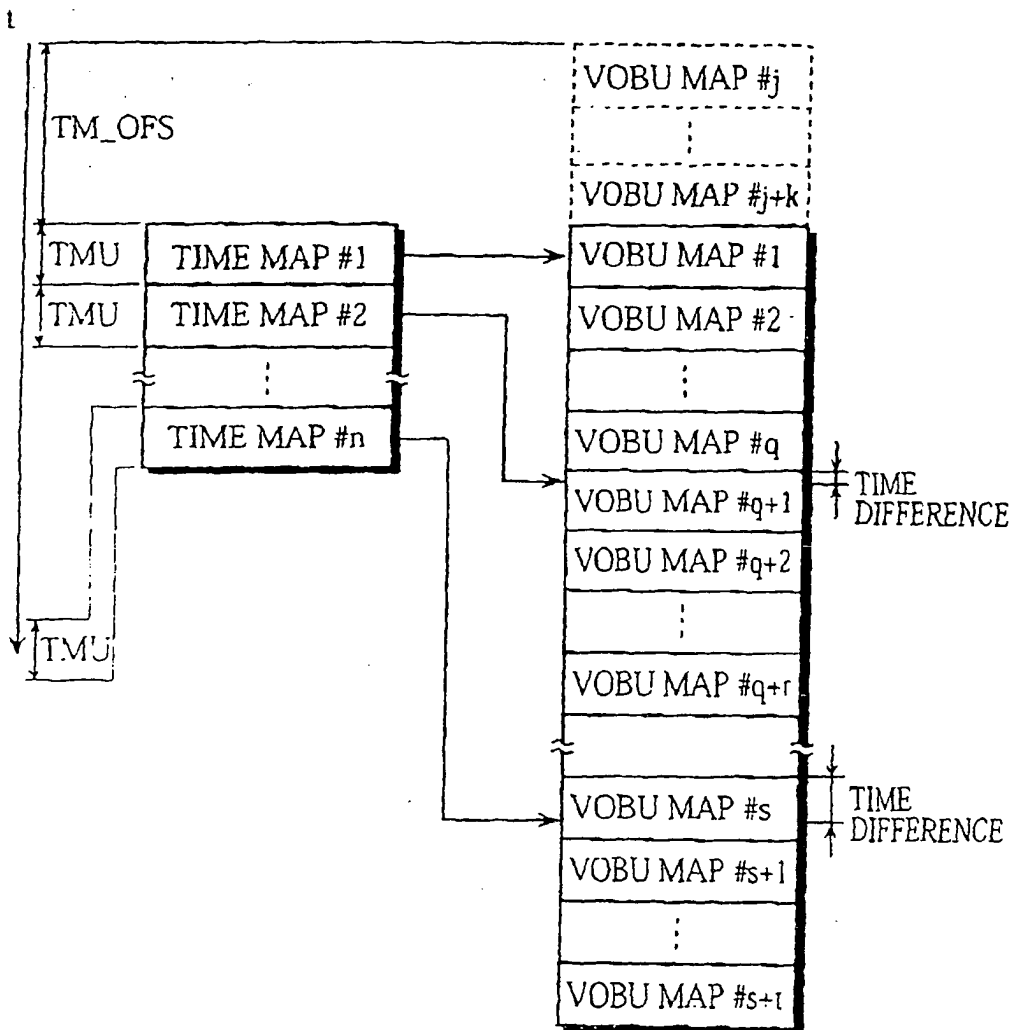 t
VOBU MAP #j
TM_OFS
VOBU MAP #j+k
TMU
TIME MAP #1
VOBU MAP #1
TMU
TIME MAP #2
VOBU MAP #2
TIME MAP #n
VOBU MAP #q
VOBU MAP #q+1
TIME
DIFFERENCE
VOBU MAP #q+2
TMU
VOBU MAP #q+r
VOBU MAP #s
TIME
DIFFERENCE
VOBU MAP #s+1
VOBU MAP #s+t